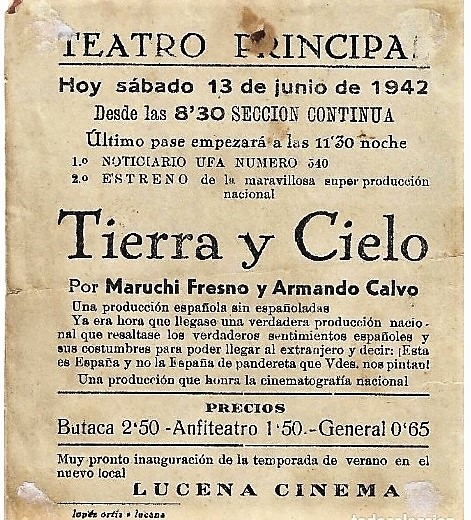 TEATRO PRINCIPAL
Hoy sábado 13 de junio de 1942
Desde las 8'30 SECCION CONTINUA
Último pase empezará a las 11'30 noche
1.º NOTICIARIO UFA NUMERO 540
2.º ESTRENO de la maravillosa super producción
nacional
Tierra y Cielo
Por Maruchi Fresno y Armando Calvo
Una producción española sin españoladas
Ya era hora que llegase una verdadera producción nacio-
nal que resaltase los verdaderos sentimientos españoles y
sus costumbres para poder llegar al extranjero y decir: ¡Esta
es España y no la España de pandereta que Vdes. nos pintan!
Una producción que honra la cinematografía nacional
PRECIOS
Butaca 2'50 -Anfiteatro 1'50.-General 0'65
Muy pronto inauguración de la temporada de verano en el
nuevo local
LUCENA CINEMA
lopez ortiz - lucena
todocoleccion